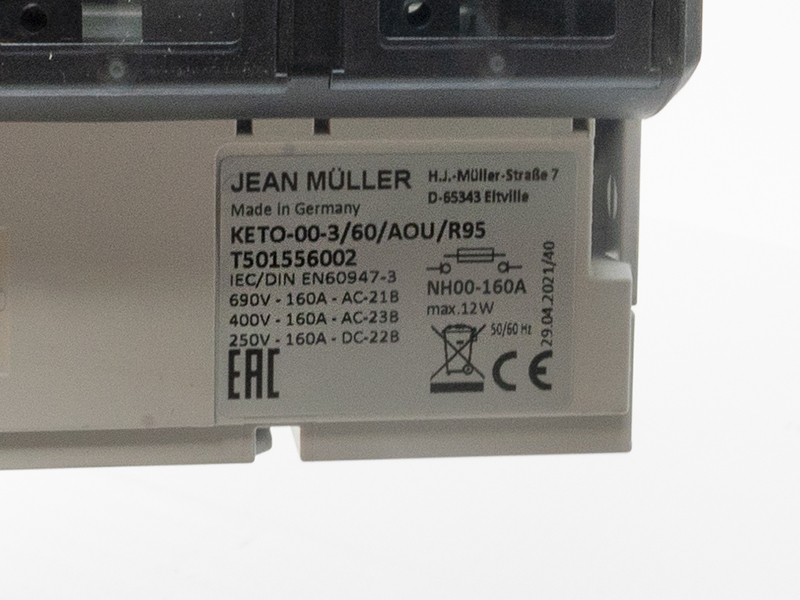 JEAN MÜLLER
H.J.-Müller-Straße 7
D-65343 Eltville
Made in Germany
KETO-00-3/60/AOU/R95
T501556002
IEC/DIN EN60947-3
690V - 160A - AC-21B
400V - 160A - AC-23B
250V - 160A - DC-22B
NH00-160A
max.12W
50/60 Hz
29.04.2021/40
EAC
CE